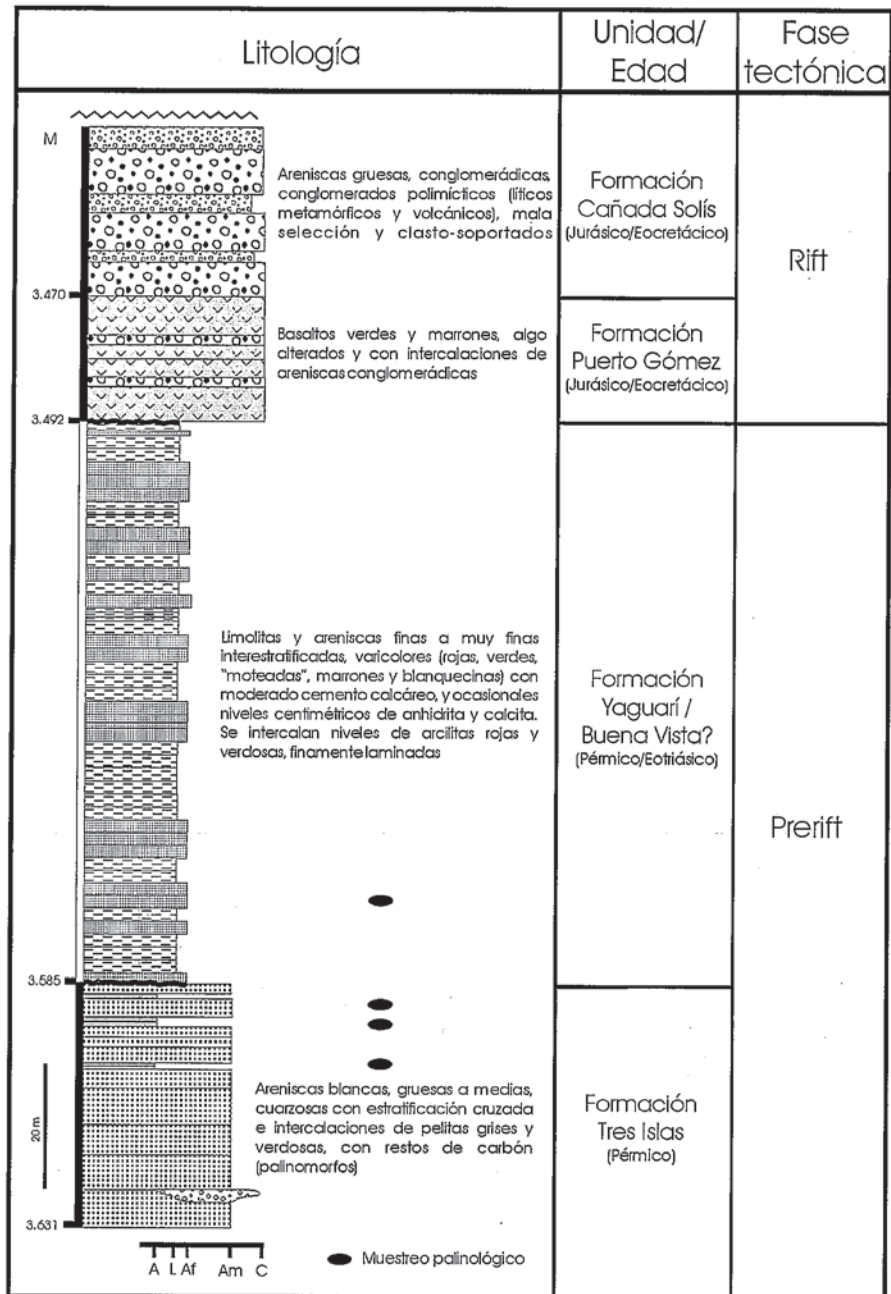 Litología
Unidad/
Edad
Fase
tectónica
M
Areniscas gruesas, conglomerádicas,
conglomerados polimícticos (líticos
metamórficos y volcánicos), mala
selección y clasto-soportados
Formación
Cañada Solís
(Jurásico/Eocretácico)
Rift
3.470
Basaltos verdes y marrones, algo
alterados y con intercalaciones de
areniscas conglomerádicas
Formación
Puerto Gómez
(Jurásico/Eocretácico)
3.492
Limolitas y areniscas finas a muy finas
interestratificadas, varicolores (rojas, verdes,
"moteadas", marrones y blanquecinas) con
moderado cemento calcáreo, y ocasionales
niveles centimétricos de anhidrita y calcita.
Se intercalan niveles de arcilitas rojas y
verdosas, finamente laminadas
Formación
Yaguarí /
Buena Vista?
(Pérmico/Eotriásico)
Prerift
3.585
20 m
Areniscas blancas, gruesas a medias,
cuarzosas con estratificación cruzada
e intercalaciones de pelitas grises y
verdosas, con restos de carbón
(palinomorfos)
Formación
Tres Islas
(Pérmico)
3.631
A L Af Am C
Muestreo palinológico